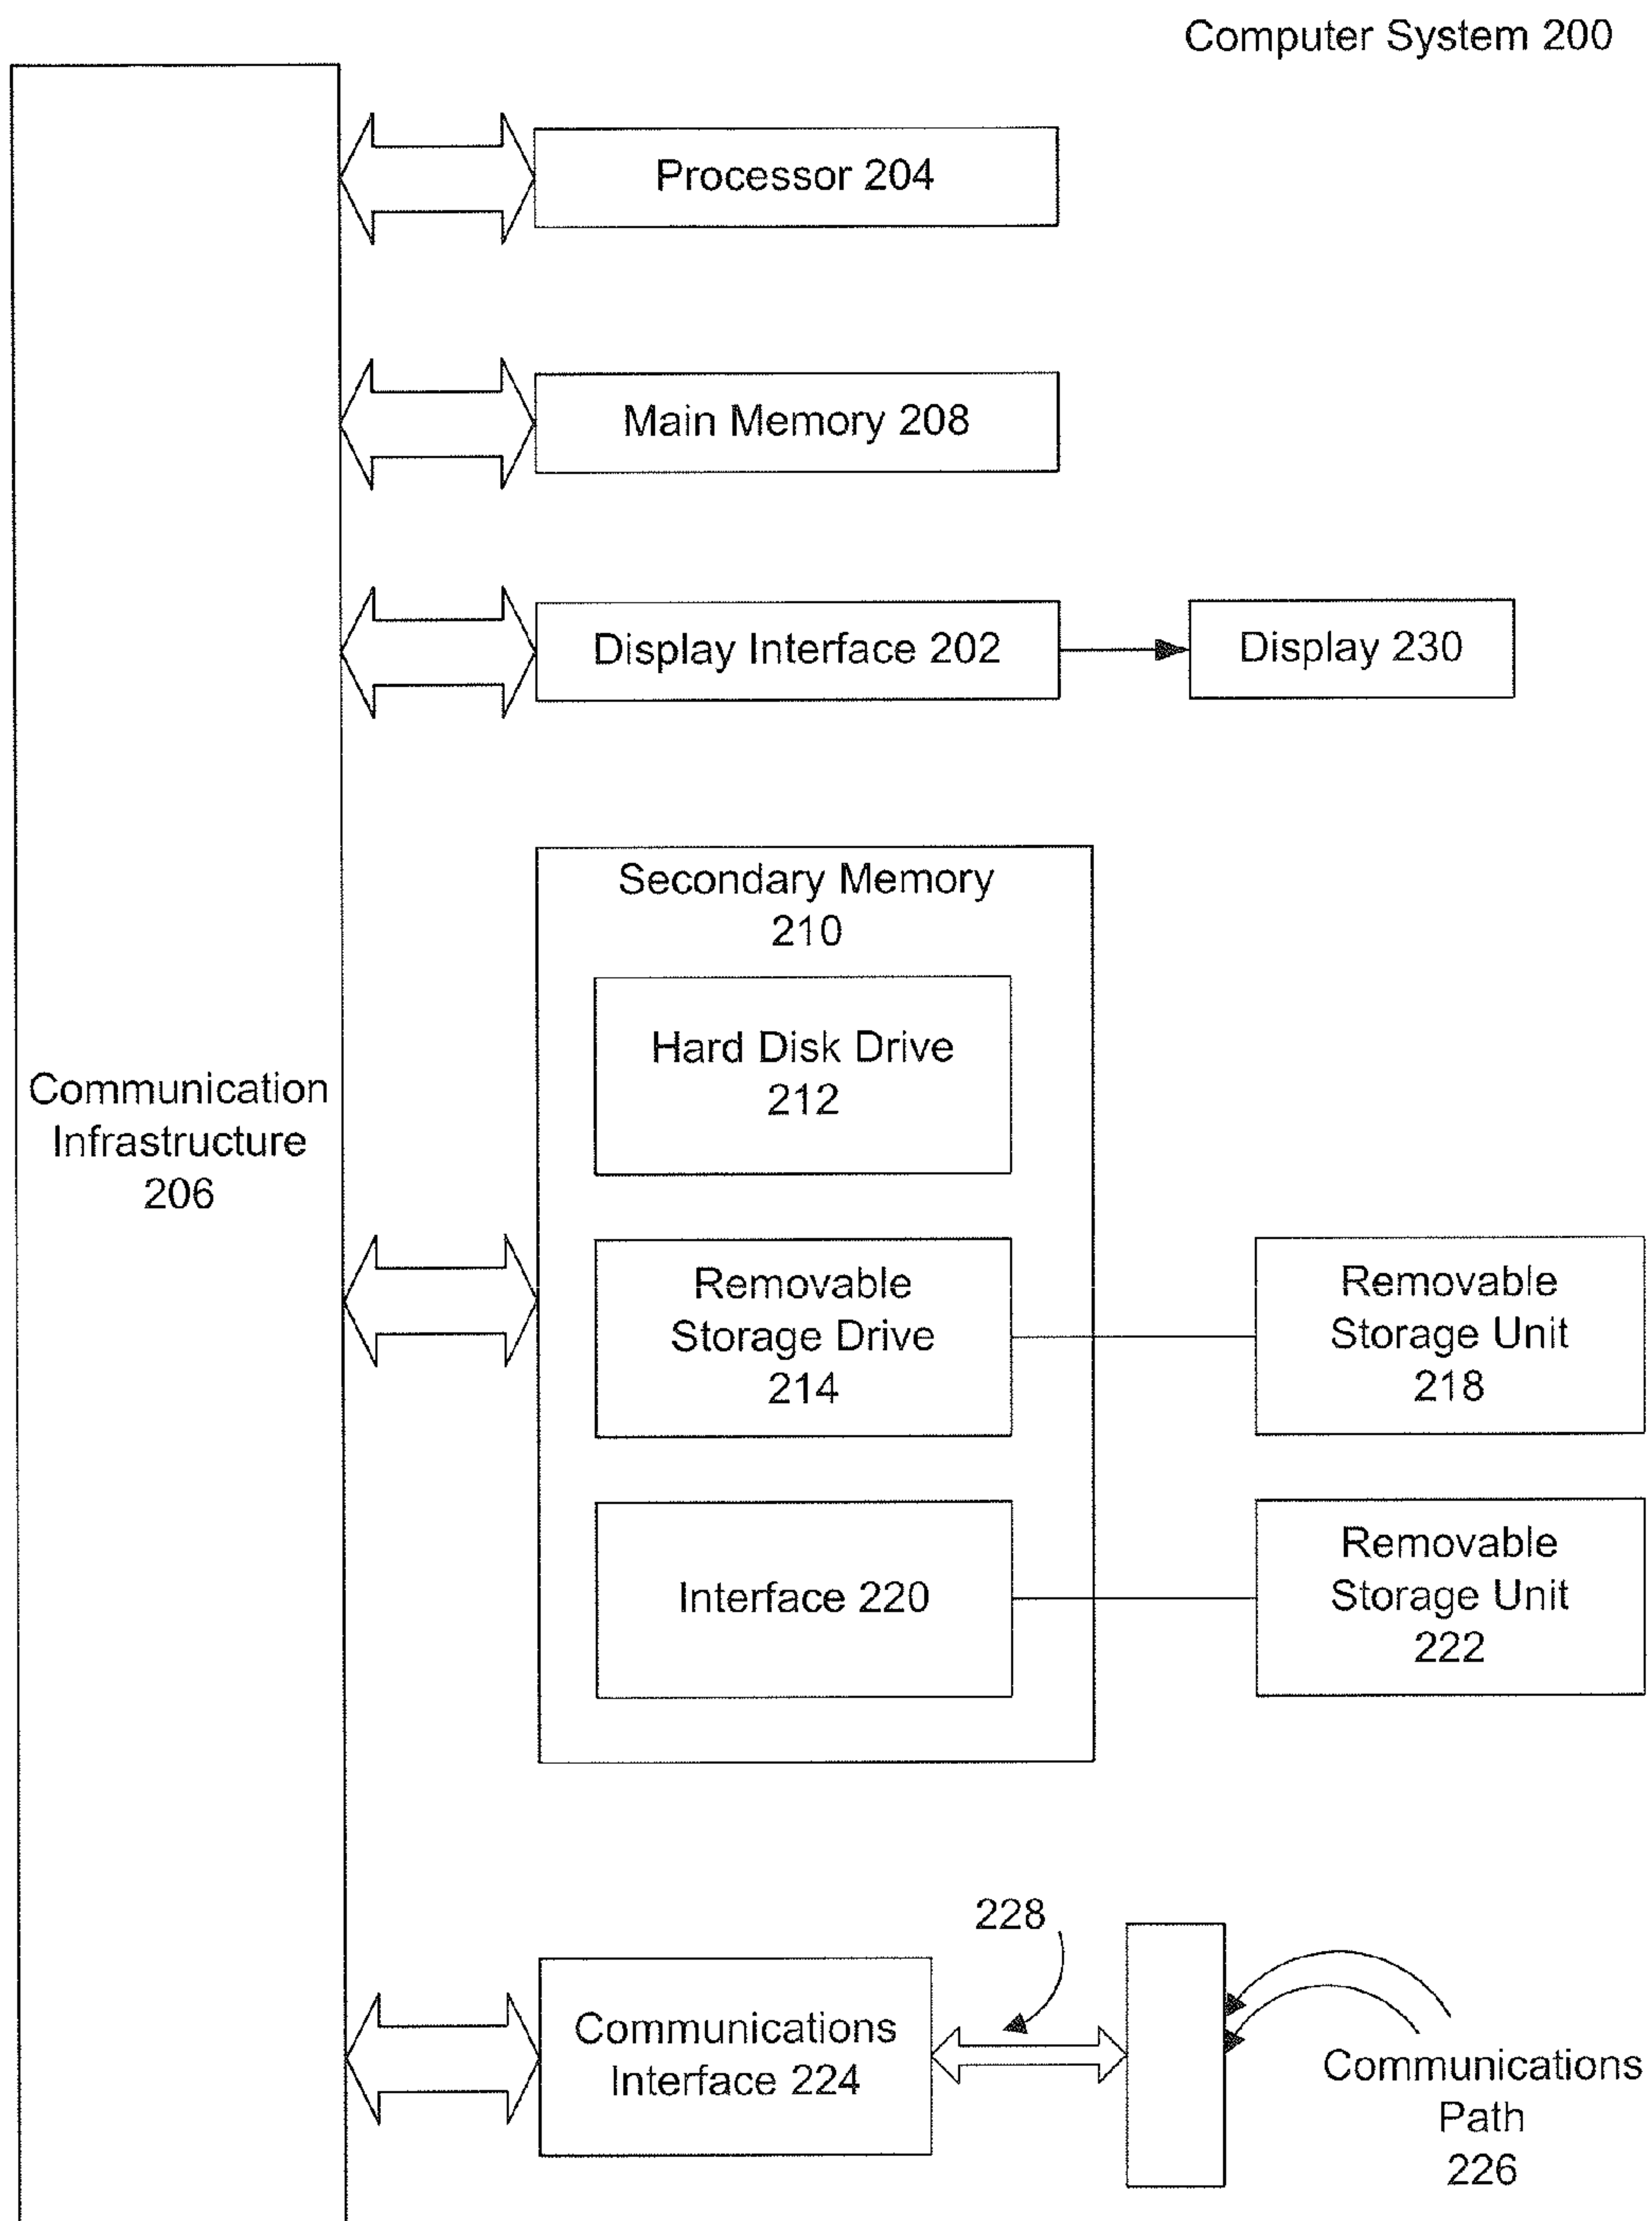 Computer System 200
Processor 204
Main Memory 208
Display Interface 202
Display 230
Secondary Memory
210
Hard Disk Drive
212
Communication
Infrastructure
206
Removable
Storage Drive
214
Removable
Storage Unit
218
Interface 220
Removable
Storage Unit
222
228
Communications
Interface 224
Communications
Path
226